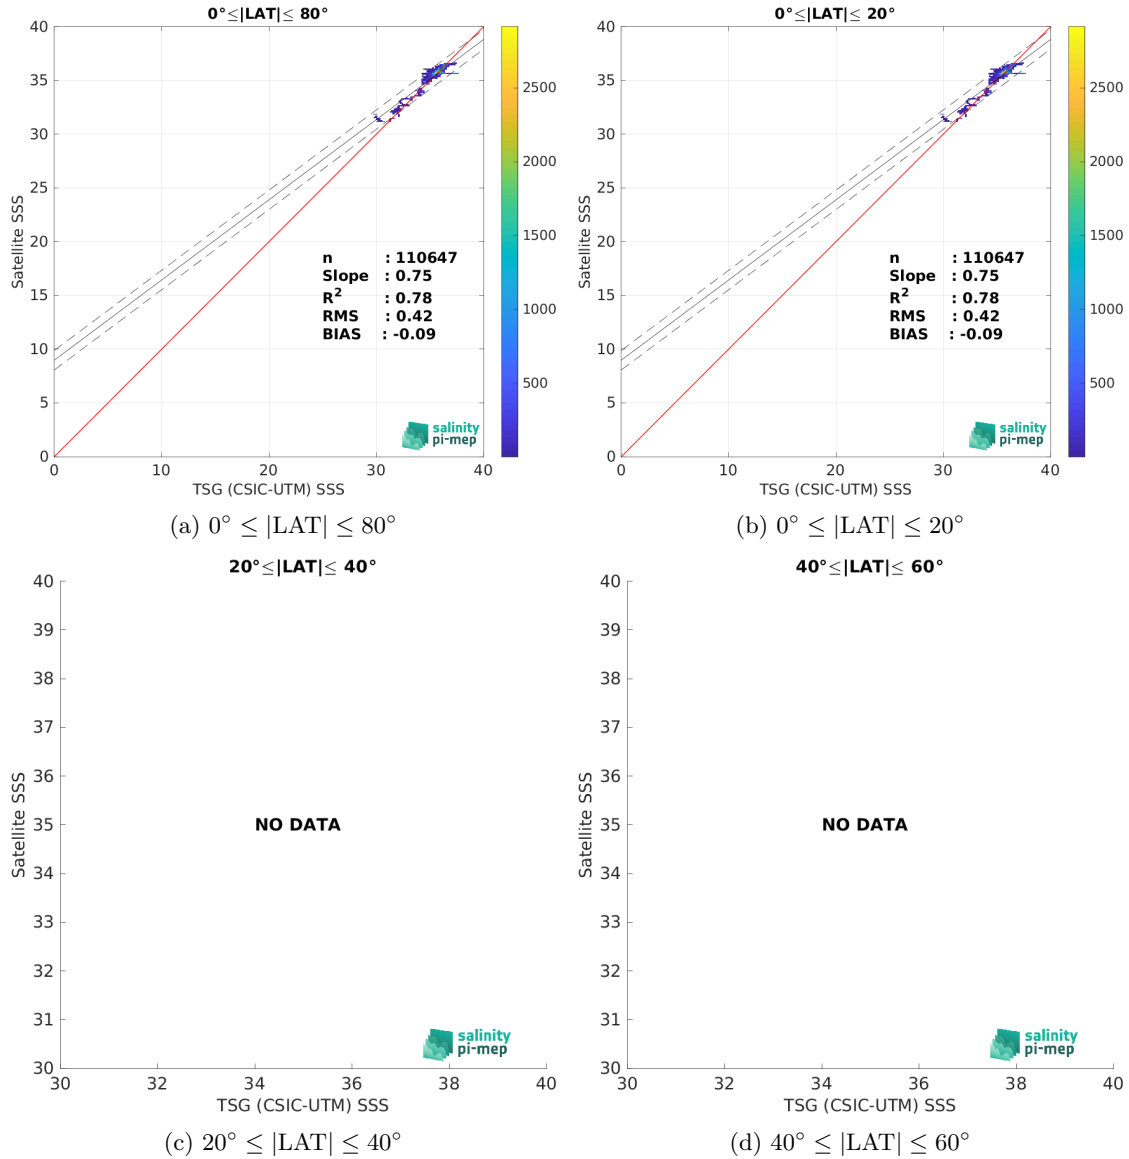 0°≤|LAT|≤ 80°
Satellite SSS
40
35
30
25
20
15
10
5
0
n : 110647
Slope : 0.75
R² : 0.78
RMS : 0.42
BIAS : -0.09
salinity
pi-mep
0 10 20 30 40
TSG (CSIC-UTM) SSS
2500
2000
1500
1000
500
(a) 0° ≤ |LAT| ≤ 80°
0°≤|LAT|≤ 20°
Satellite SSS
40
35
30
25
20
15
10
5
0
n : 110647
Slope : 0.75
R² : 0.78
RMS : 0.42
BIAS : -0.09
salinity
pi-mep
0 10 20 30 40
TSG (CSIC-UTM) SSS
2500
2000
1500
1000
500
(b) 0° ≤ |LAT| ≤ 20°
20°≤|LAT|≤ 40°
Satellite SSS
40
39
38
37
36
35
34
33
32
31
30
NO DATA
salinity
pi-mep
30 32 34 36 38 40
TSG (CSIC-UTM) SSS
(c) 20° ≤ |LAT| ≤ 40°
40°≤|LAT|≤ 60°
Satellite SSS
40
39
38
37
36
35
34
33
32
31
30
NO DATA
salinity
pi-mep
30 32 34 36 38 40
TSG (CSIC-UTM) SSS
(d) 40° ≤ |LAT| ≤ 60°